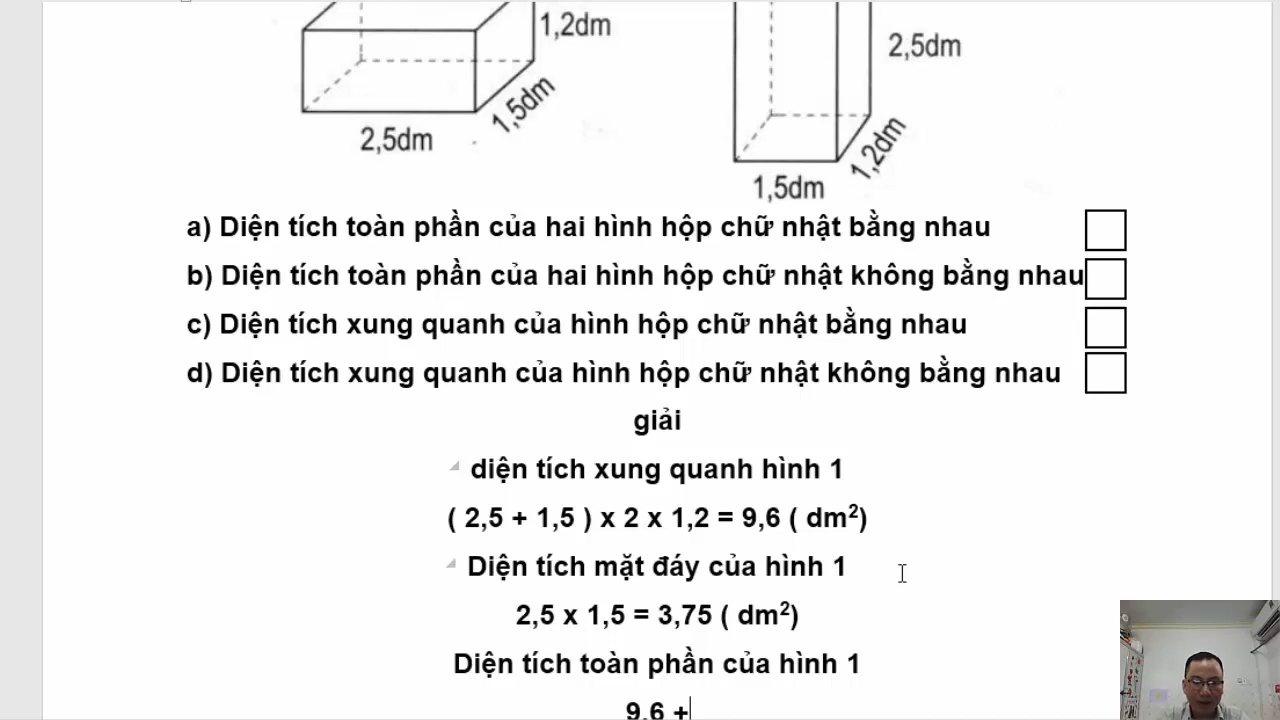 1,2dm
2,5dm
1,5dm
2,5dm
1,2dm
1,5dm
a) Diện tích toàn phần của hai hình hộp chữ nhật bằng nhau
b) Diện tích toàn phần của hai hình hộp chữ nhật không bằng nhau
c) Diện tích xung quanh của hình hộp chữ nhật bằng nhau
d) Diện tích xung quanh của hình hộp chữ nhật không bằng nhau
giải
diện tích xung quanh hình 1
( 2,5 + 1,5 ) x 2 x 1,2 = 9,6 ( dm²)
Diện tích mặt đáy của hình 1
2,5 x 1,5 = 3,75 ( dm²)
Diện tích toàn phần của hình 1
9,6 +